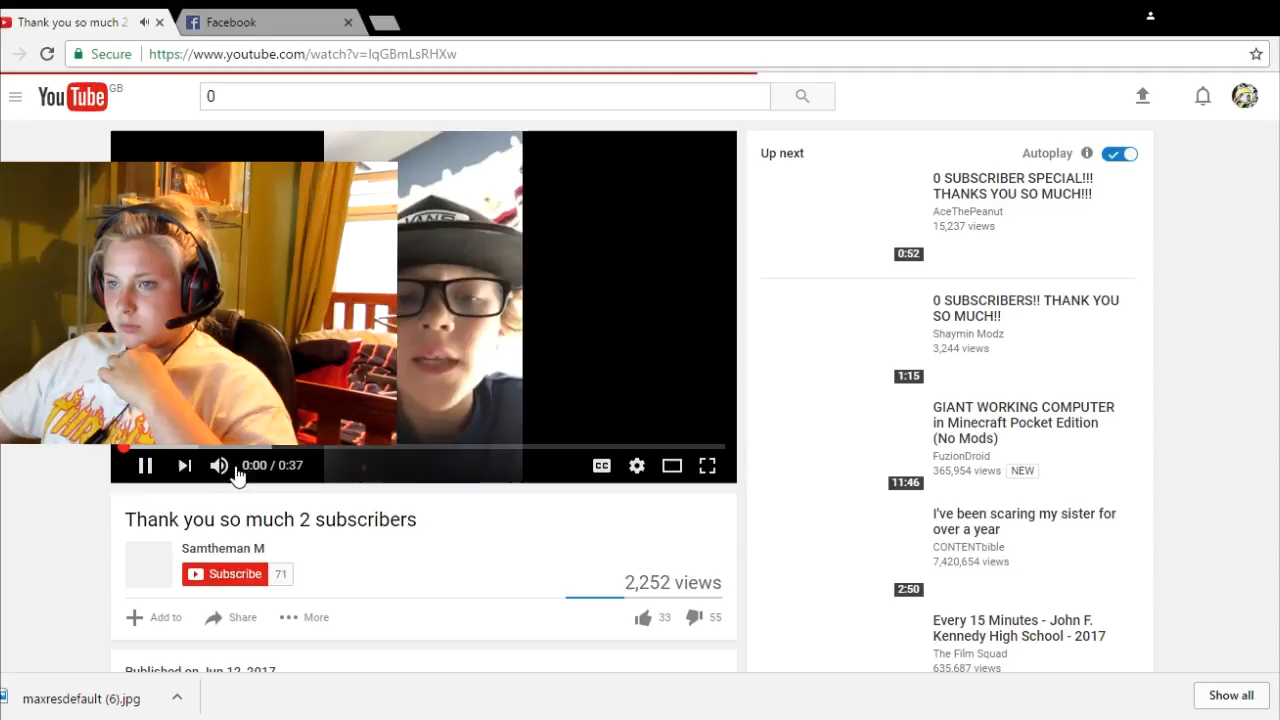 Thank you so much 2
Facebook
Secure
https://www.youtube.com/watch?v=IqGBmLsRHXw
YouTube GB
0
Up next
Autoplay
0 SUBSCRIBER SPECIAL!!!
THANKS YOU SO MUCH!!!
AceThePeanut
15,237 views
0:52
0 SUBSCRIBERS!! THANK YOU
SO MUCH!!
Shaymin Modz
3,244 views
1:15
GIANT WORKING COMPUTER
in Minecraft Pocket Edition
(No Mods)
FuzionDroid
365,954 views NEW
11:46
I've been scaring my sister for
over a year
CONTENTbible
7,420,654 views
2:50
Every 15 Minutes - John F.
Kennedy High School - 2017
The Film Squad
635,687 views
0:00 / 0:37
CC
Thank you so much 2 subscribers
Samtheman M
Subscribe 71
2,252 views
Add to
Share
More
33
55
Published on Jun 12, 2017
maxresdefault (6).jpg
Show all